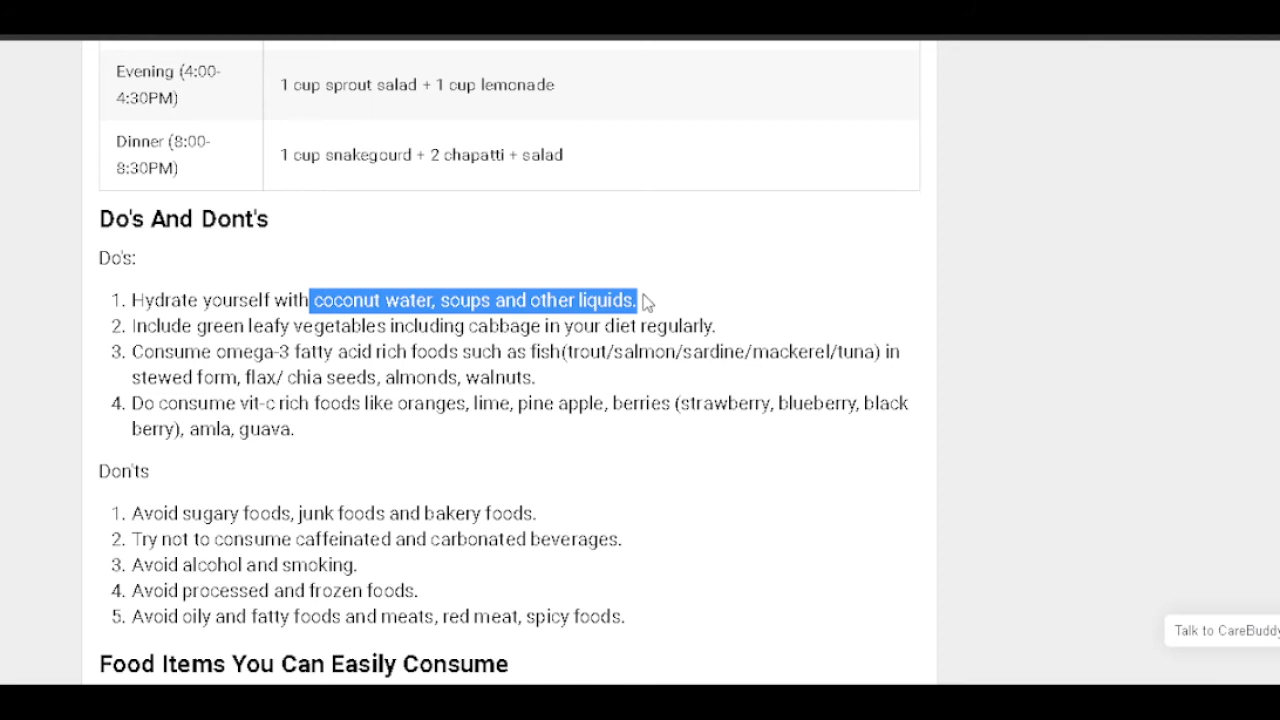 Evening (4:00-
4:30PM)
1 cup sprout salad + 1 cup lemonade
Dinner (8:00-
8:30PM)
1 cup snakegourd + 2 chapatti + salad
Do's And Dont's
Do's:
1. Hydrate yourself with coconut water, soups and other liquids.
2. Include green leafy vegetables including cabbage in your diet regularly.
3. Consume omega-3 fatty acid rich foods such as fish(trout/salmon/sardine/mackerel/tuna) in
stewed form, flax/ chia seeds, almonds, walnuts.
4. Do consume vit-c rich foods like oranges, lime, pine apple, berries (strawberry, blueberry, black
berry), amla, guava.
Don'ts
1. Avoid sugary foods, junk foods and bakery foods.
2. Try not to consume caffeinated and carbonated beverages.
3. Avoid alcohol and smoking.
4. Avoid processed and frozen foods.
5. Avoid oily and fatty foods and meats, red meat, spicy foods.
Talk to CareBuddy
Food Items You Can Easily Consume